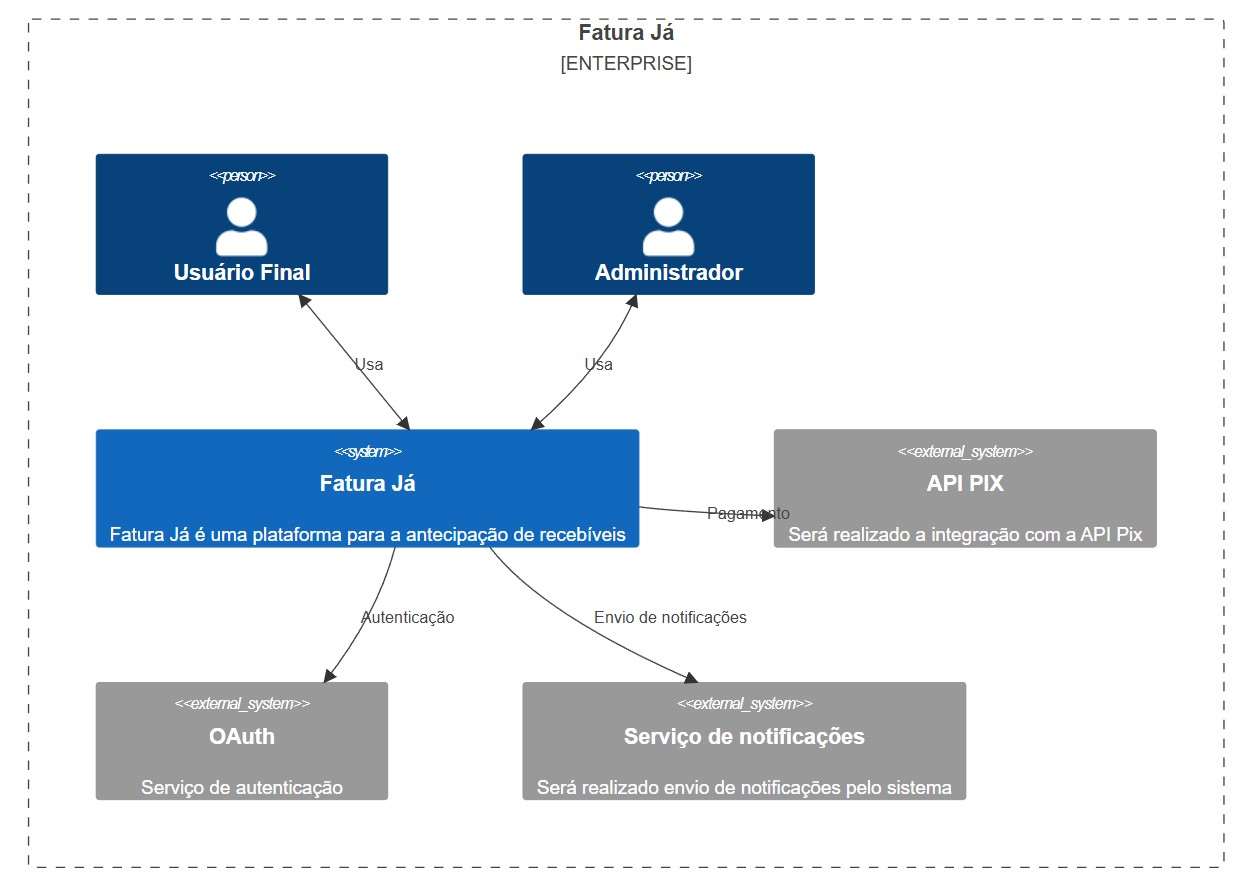 Fatura Já
[ENTERPRISE]
<<person>>
Usuário Final
<<person>>
Administrador
Usa
Usa
<<system>>
Fatura Já
Fatura Já é uma plataforma para a antecipação de recebíveis
Pagamento
<<external_system>>
API PIX
Será realizado a integração com a API Pix
Autenticação
Envio de notificações
<<external_system>>
OAuth
Serviço de autenticação
<<external_system>>
Serviço de notificações
Será realizado envio de notificações pelo sistema